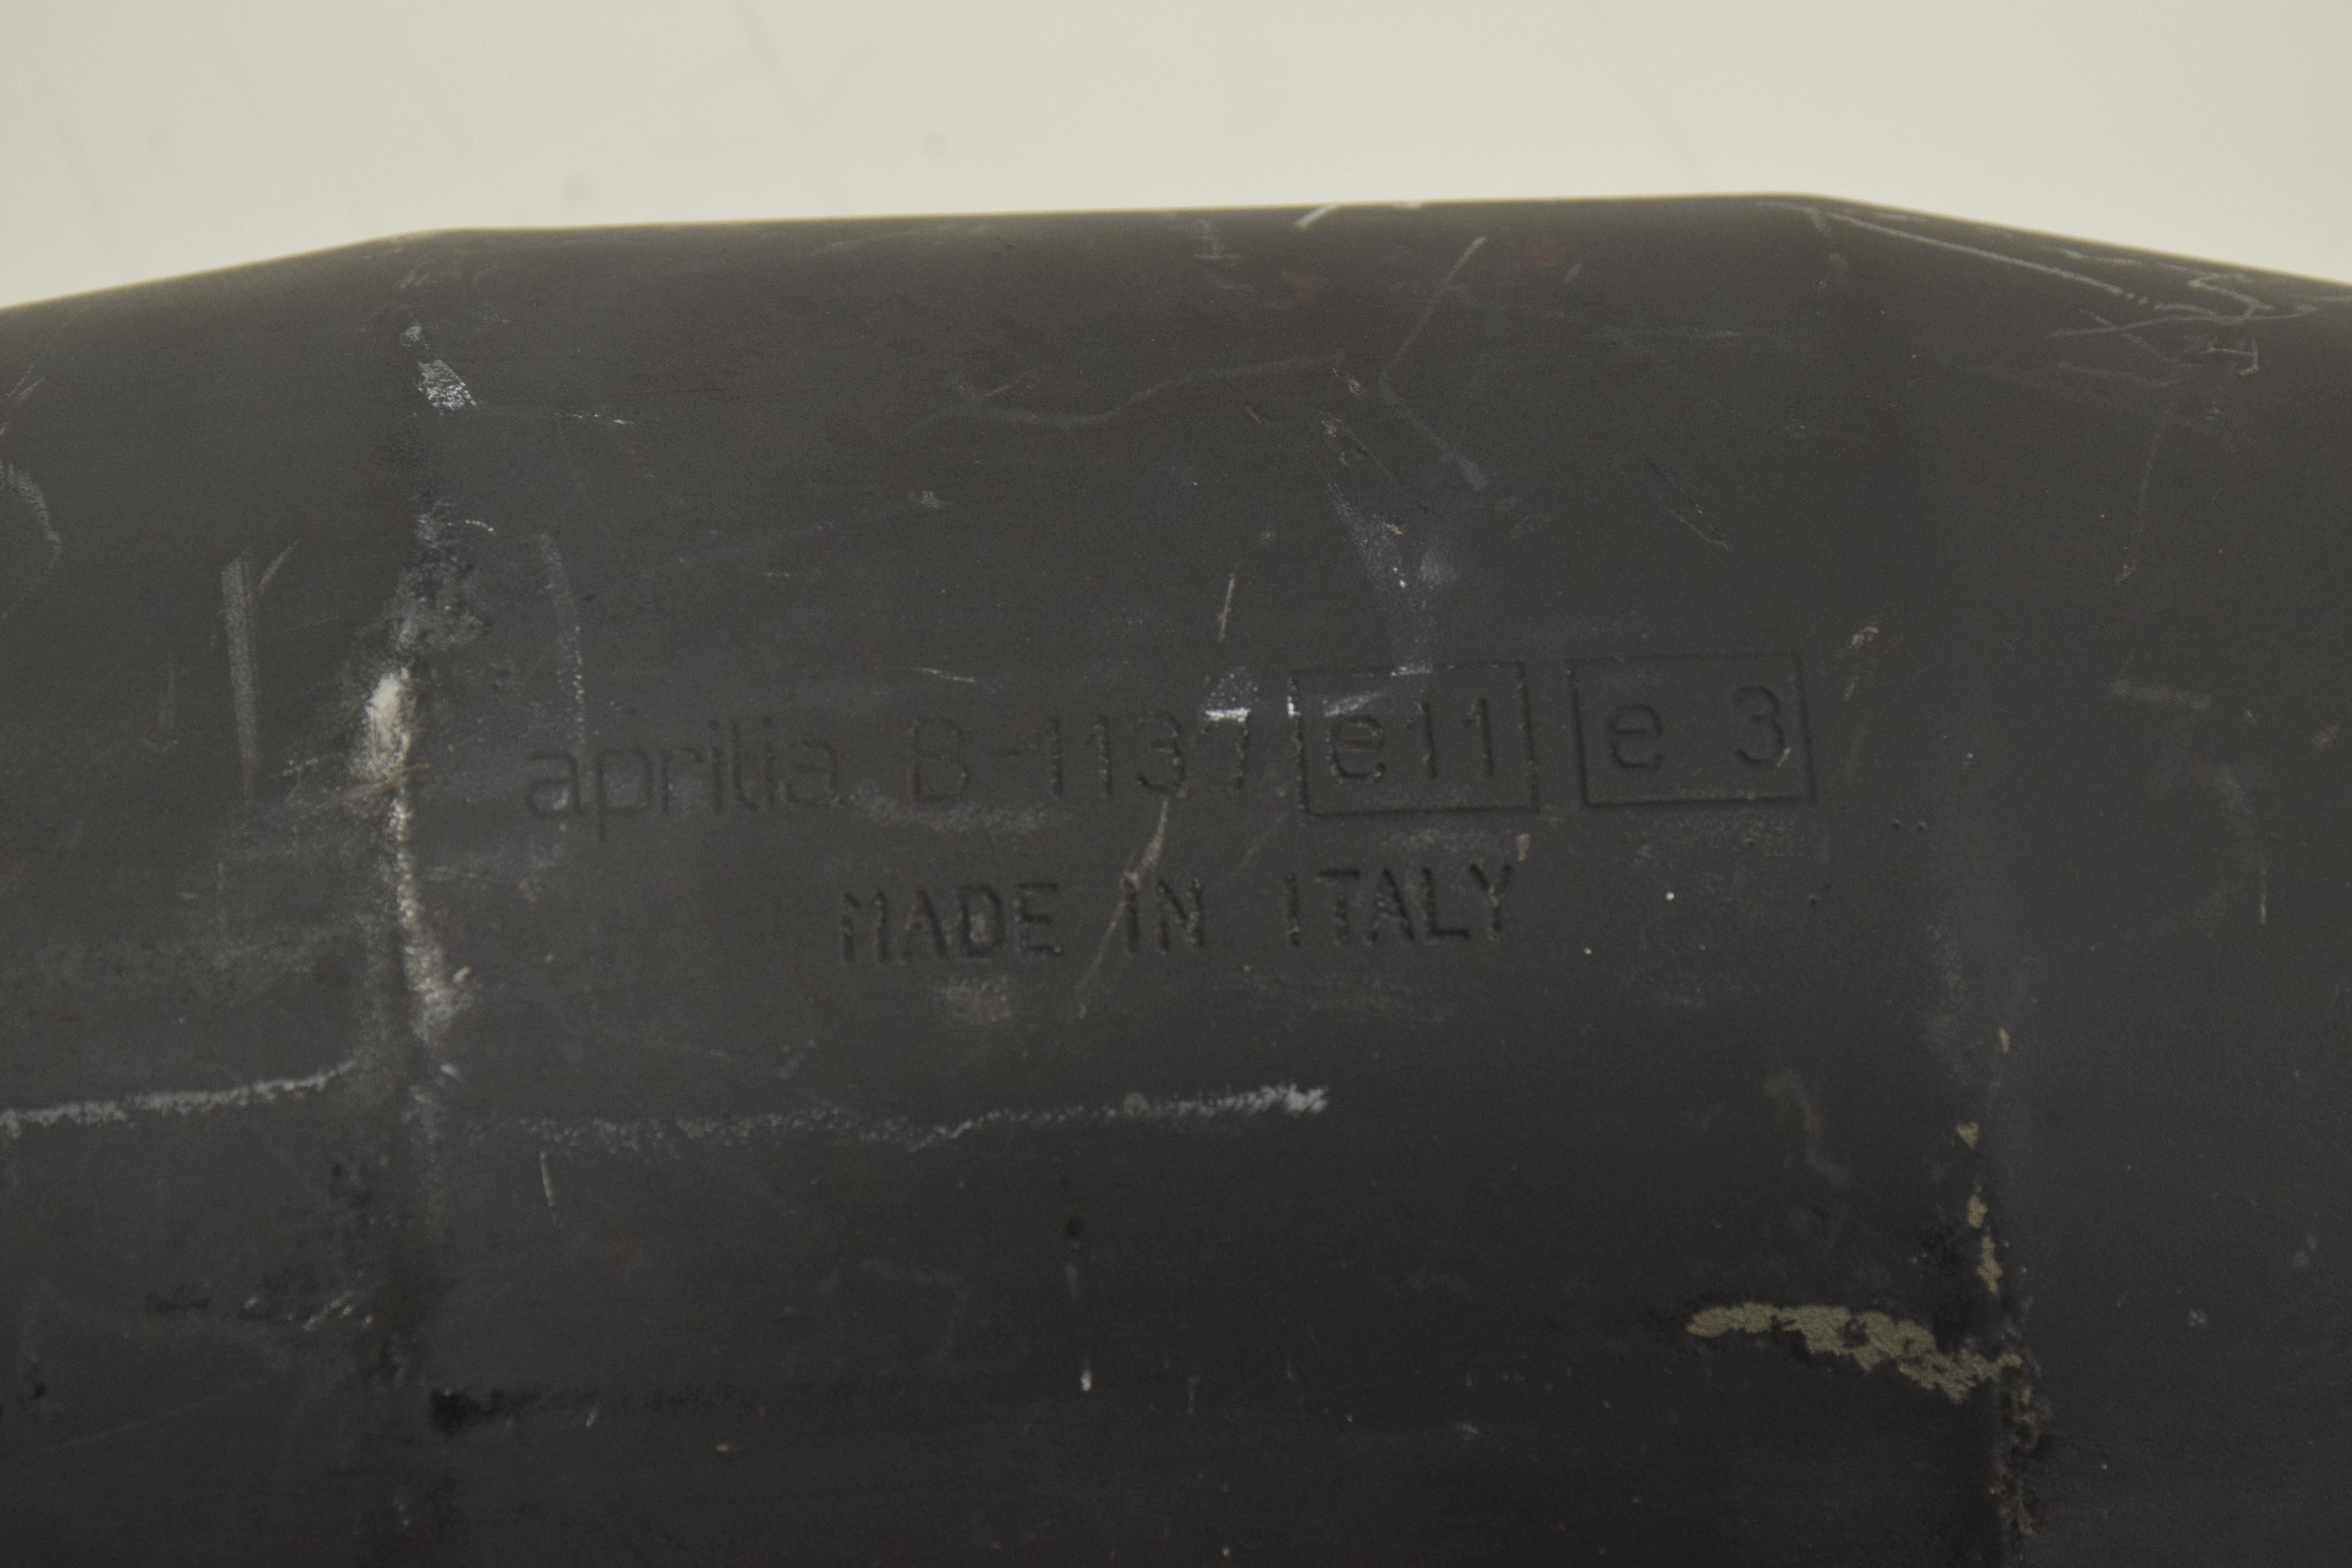 aprilia B-1137 e11 e 3
MADE IN ITALY